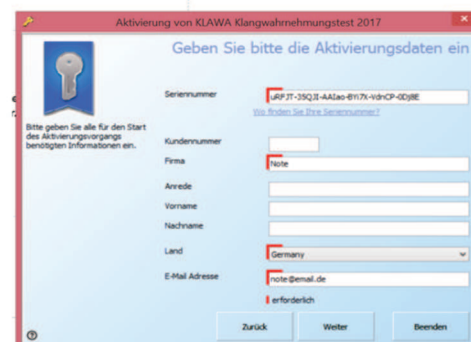 Aktivierung von KLAWA Klangwahrnehmungstest 2017
Geben Sie bitte die Aktivierungsdaten ein
Bitte geben Sie alle für den Start
des Aktivierungsvorgangs
benötigten Informationen ein.
Seriennummer
Wo finden Sie Ihre Seriennummer?
Kundennummer
Firma Note
Anrede
Vorname
Nachname
Land Germany
E-Mail Adresse note@email.de
erforderlich
Zurück Weiter Beenden